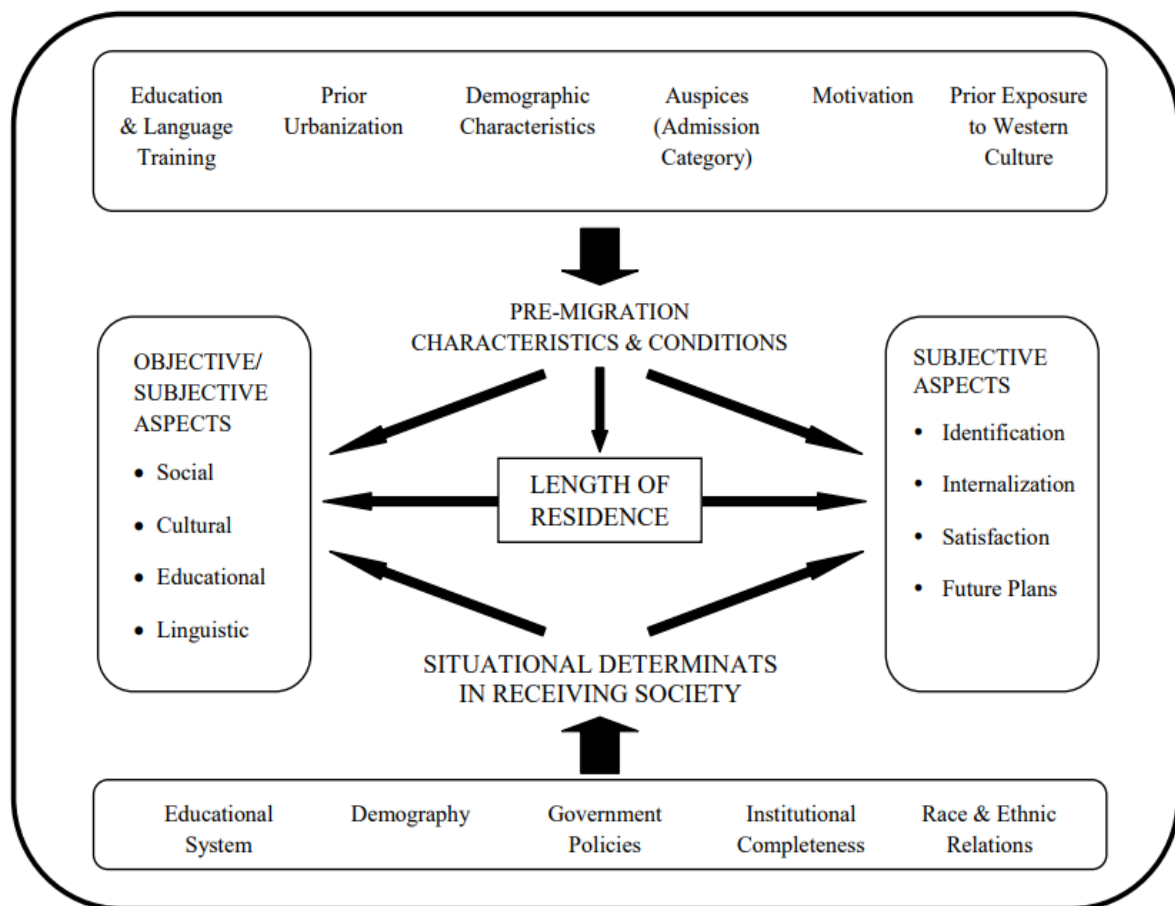 Education
& Language
Training
Prior
Urbanization
Demographic
Characteristics
Auspices
(Admission
Category)
Motivation
Prior Exposure
to Western
Culture
PRE-MIGRATION
CHARACTERISTICS & CONDITIONS
OBJECTIVE/
SUBJECTIVE
ASPECTS
• Social
• Cultural
• Educational
• Linguistic
LENGTH OF
RESIDENCE
SUBJECTIVE
ASPECTS
• Identification
• Internalization
• Satisfaction
• Future Plans
SITUATIONAL DETERMINATS
IN RECEIVING SOCIETY
Educational
System
Demography
Government
Policies
Institutional
Completeness
Race & Ethnic
Relations